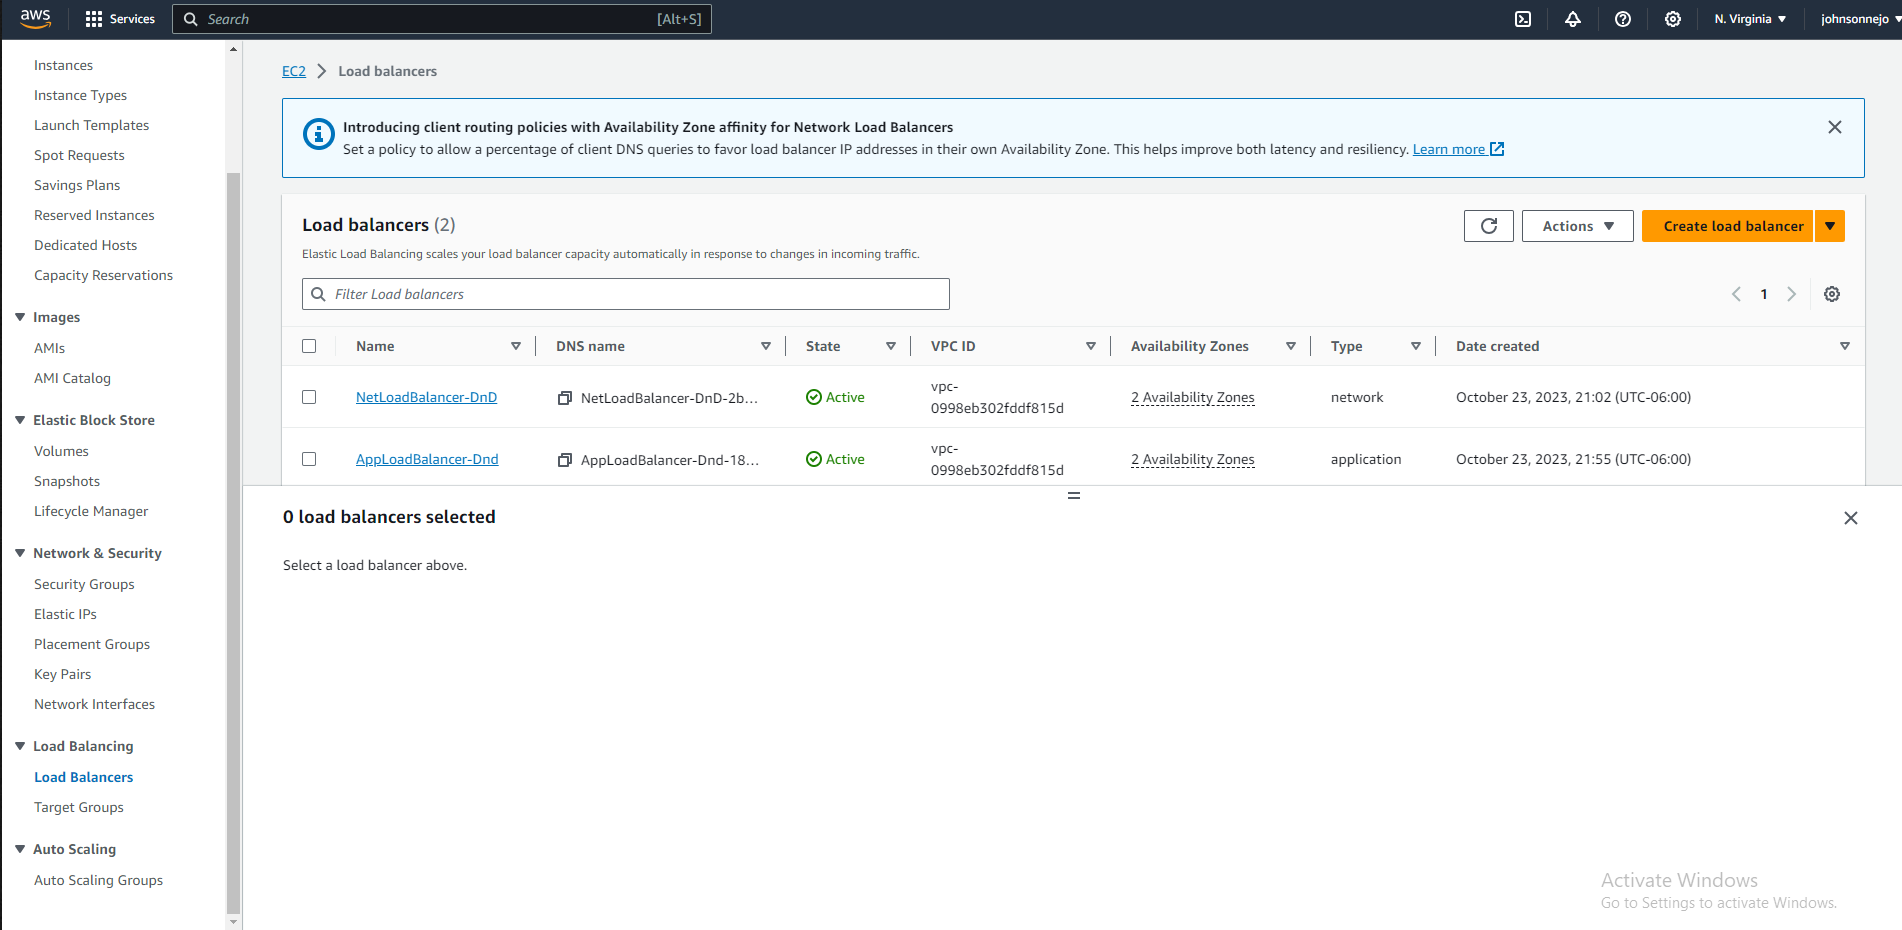 aws
Services
Search
[Alt+S]
N. Virginia
johnsonnejo
Instances
Instance Types
Launch Templates
Spot Requests
Savings Plans
Reserved Instances
Dedicated Hosts
Capacity Reservations
Images
AMIs
AMI Catalog
Elastic Block Store
Volumes
Snapshots
Lifecycle Manager
Network & Security
Security Groups
Elastic IPs
Placement Groups
Key Pairs
Network Interfaces
Load Balancing
Load Balancers
Target Groups
Auto Scaling
Auto Scaling Groups
EC2 > Load balancers
Introducing client routing policies with Availability Zone affinity for Network Load Balancers
Set a policy to allow a percentage of client DNS queries to favor load balancer IP addresses in their own Availability Zone. This helps improve both latency and resiliency. Learn more
Load balancers (2)
Actions
Create load balancer
Elastic Load Balancing scales your load balancer capacity automatically in response to changes in incoming traffic.
Filter Load balancers
1
Name DNS name State VPC ID Availability Zones Type Date created
NetLoadBalancer-DnD NetLoadBalancer-DnD-2b... Active vpc-0998eb302fddf815d 2 Availability Zones network October 23, 2023, 21:02 (UTC-06:00)
AppLoadBalancer-Dnd AppLoadBalancer-Dnd-18... Active vpc-0998eb302fddf815d 2 Availability Zones application October 23, 2023, 21:55 (UTC-06:00)
0 load balancers selected
Select a load balancer above.
Activate Windows
Go to Settings to activate Windows.